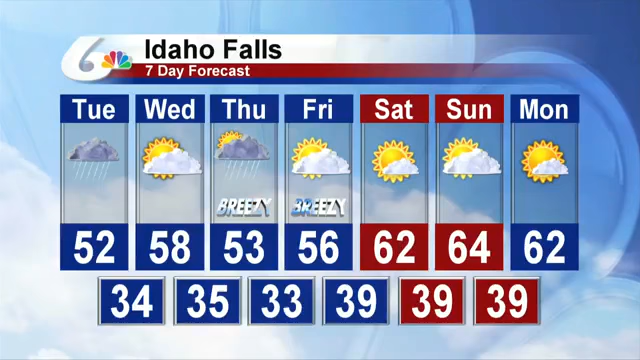 6
Idaho Falls
7 Day Forecast
Tue Wed Thu Fri Sat Sun Mon
BREEZY BREEZY
52 58 53 56 62 64 62
34 35 33 39 39 39